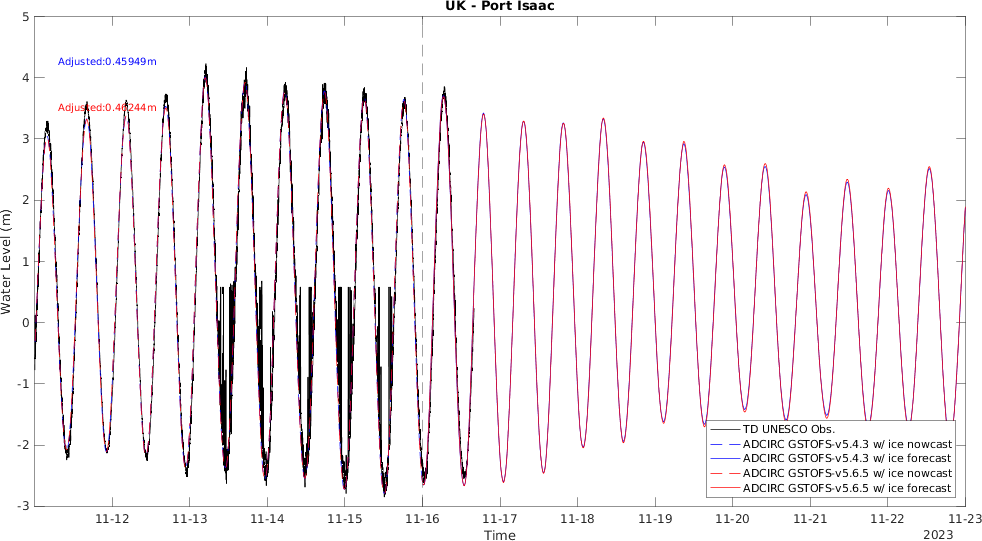 UK - Port Isaac
5
Adjusted:0.45949m
4
Adjusted:0.46244m
3
2
1
0
-1
-2
-3
Water Level (m)
TD UNESCO Obs.
ADCIRC GSTOFS-v5.4.3 w/ ice nowcast
ADCIRC GSTOFS-v5.4.3 w/ ice forecast
ADCIRC GSTOFS-v5.6.5 w/ ice nowcast
ADCIRC GSTOFS-v5.6.5 w/ ice forecast
11-12 11-13 11-14 11-15 11-16 11-17 11-18 11-19 11-20 11-21 11-22 11-23
Time
2023